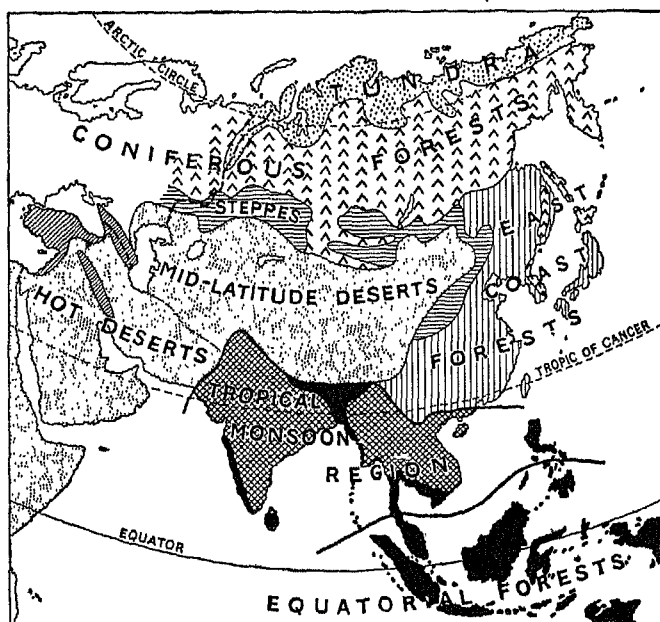 ARCTIC CIRCLE
TUNDRA
CONIFEROUS FORESTS
STEPPES
EAST COAST FORESTS
MID-LATITUDE DESERTS
HOT DESERTS
TROPIC OF CANCER
TROPICAL MONSOON REGION
EQUATOR
EQUATORIAL FORESTS